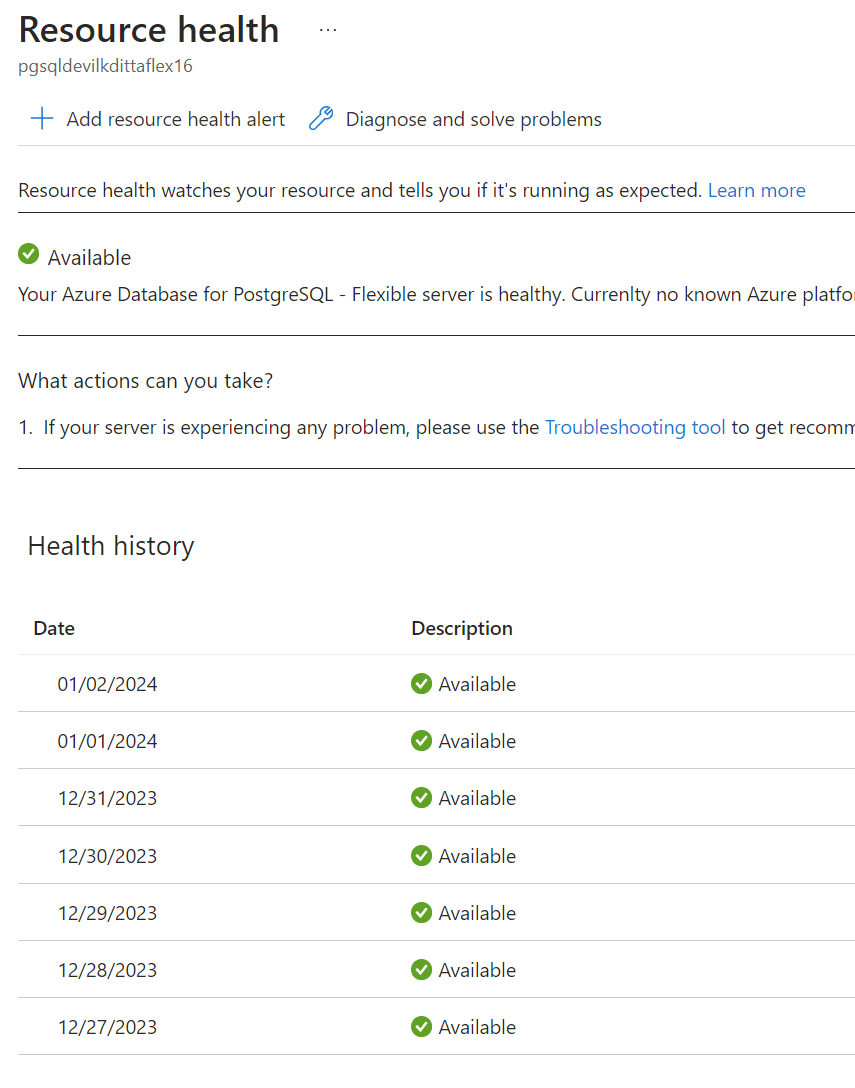 Resource health ...
pgsqldevilkdittaflex16
Add resource health alert Diagnose and solve problems
Resource health watches your resource and tells you if it's running as expected. Learn more
Available
Your Azure Database for PostgreSQL - Flexible server is healthy. Currenlty no known Azure platfo
What actions can you take?
1. If your server is experiencing any problem, please use the Troubleshooting tool to get recom
Health history
Date Description
01/02/2024 Available
01/01/2024 Available
12/31/2023 Available
12/30/2023 Available
12/29/2023 Available
12/28/2023 Available
12/27/2023 Available